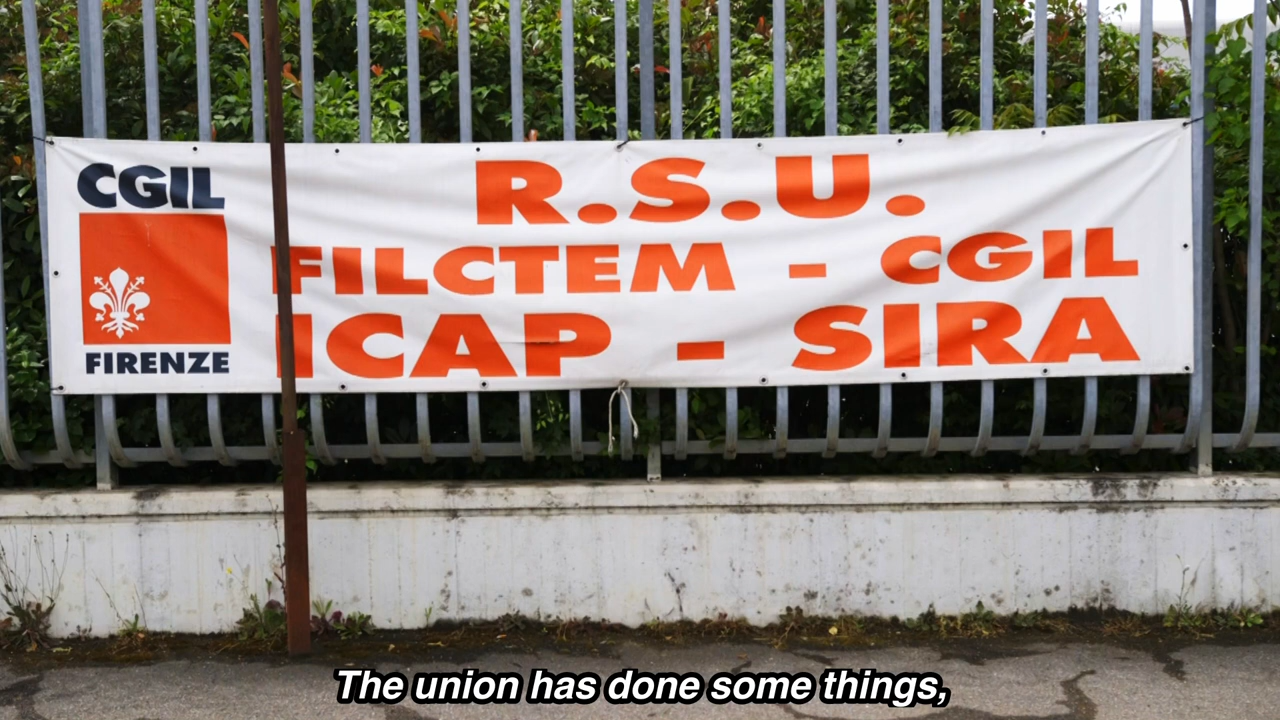 CGIL
FIRENZE
R.S.U.
FILCTEM - CGIL
ICAP - SIRA
The union has done some things,